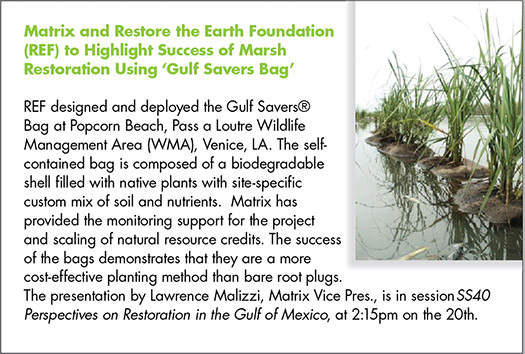 Matrix and Restore the Earth Foundation
(REF) to Highlight Success of Marsh
Restoration Using ‘Gulf Savers Bag’
REF designed and deployed the Gulf Savers®
Bag at Popcorn Beach, Pass a Loutre Wildlife
Management Area (WMA), Venice, LA. The self-
contained bag is composed of a biodegradable
shell filled with native plants with site-specific
custom mix of soil and nutrients.  Matrix has
provided the monitoring support for the project
and scaling of natural resource credits. The success
of the bags demonstrates that they are a more
cost-effective planting method than bare root plugs.
The presentation by Lawrence Malizzi, Matrix Vice Pres., is in session SS40
Perspectives on Restoration in the Gulf of Mexico, at 2:15pm on the 20th.